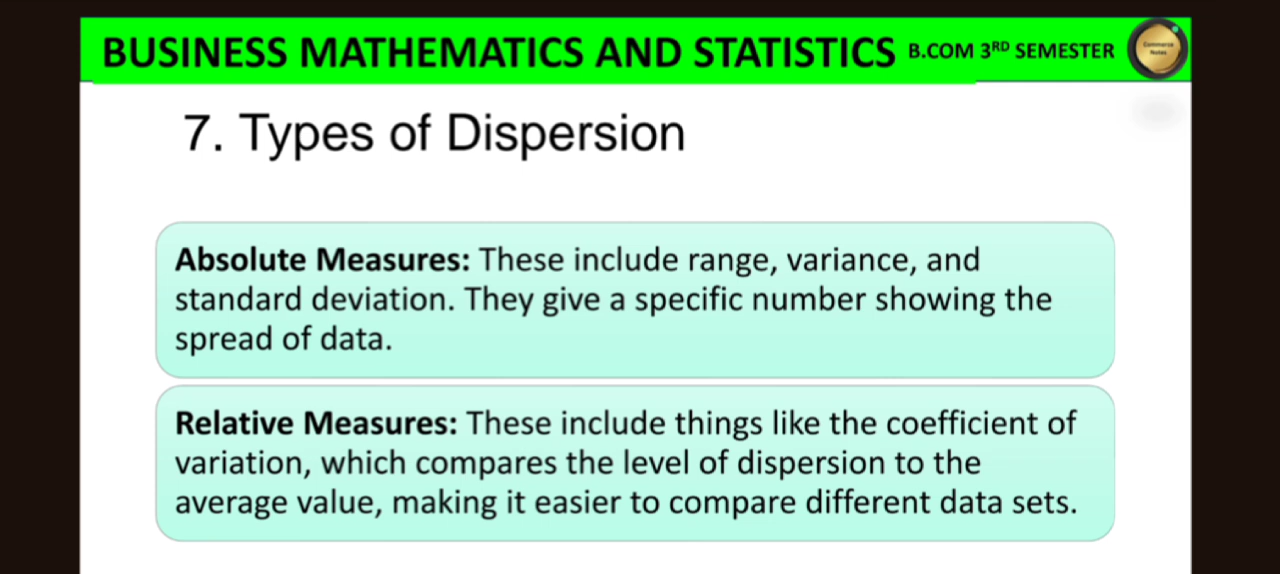 BUSINESS MATHEMATICS AND STATISTICS B.COM 3RD SEMESTER
Commerce
Notes
7. Types of Dispersion
Absolute Measures: These include range, variance, and
standard deviation. They give a specific number showing the
spread of data.
Relative Measures: These include things like the coefficient of
variation, which compares the level of dispersion to the
average value, making it easier to compare different data sets.